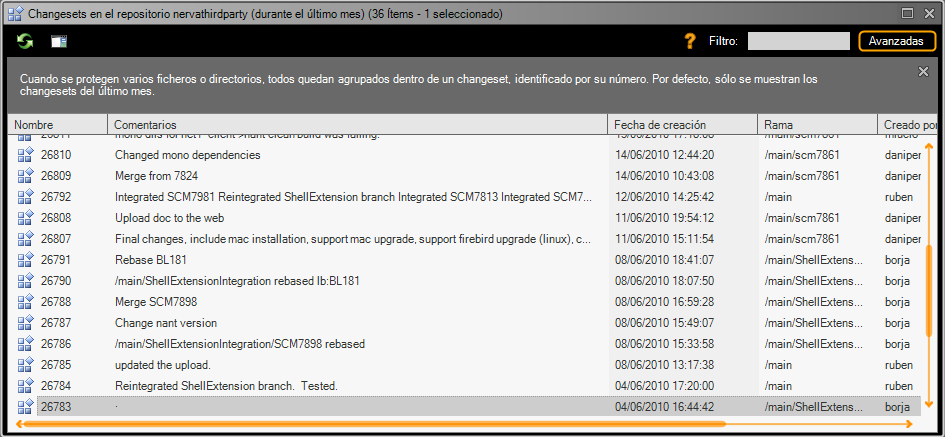 Changesets en el repositorio nervathirdparty (durante el último mes) (36 Ítems - 1 seleccionado)
? Filtro: Avanzadas
Cuando se protegen varios ficheros o directorios, todos quedan agrupados dentro de un changeset, identificado por su número. Por defecto, sólo se muestran los
changesets del último mes.
Nombre Comentarios Fecha de creación Rama Creado por
26810 Changed mono dependencies 14/06/2010 12:44:20 /main/scm7861 daniper
26809 Merge from 7824 14/06/2010 10:43:08 /main/scm7861 daniper
26792 Integrated SCM7981 Reintegrated ShellExtension branch Integrated SCM7813 Integrated SCM7... 12/06/2010 14:25:42 /main ruben
26808 Upload doc to the web 11/06/2010 19:54:12 /main/scm7861 daniper
26807 Final changes, include mac installation, support mac upgrade, support firebird upgrade (linux), c... 11/06/2010 15:11:54 /main/scm7861 daniper
26791 Rebase BL181 08/06/2010 18:41:07 /main/ShellExtens... borja
26790 /main/ShellExtensionIntegration rebased lb:BL181 08/06/2010 18:07:50 /main/ShellExtens... borja
26788 Merge SCM7898 08/06/2010 16:59:28 /main/ShellExtens... borja
26787 Change nant version 08/06/2010 15:49:07 /main/ShellExtens... borja
26786 /main/ShellExtensionIntegration/SCM7898 rebased 08/06/2010 15:33:58 /main/ShellExtens... borja
26785 updated the upload. 08/06/2010 13:17:38 /main ruben
26784 Reintegrated ShellExtension branch. Tested. 04/06/2010 17:20:00 /main ruben
26783 . 04/06/2010 16:44:42 /main/ShellExtens... borja